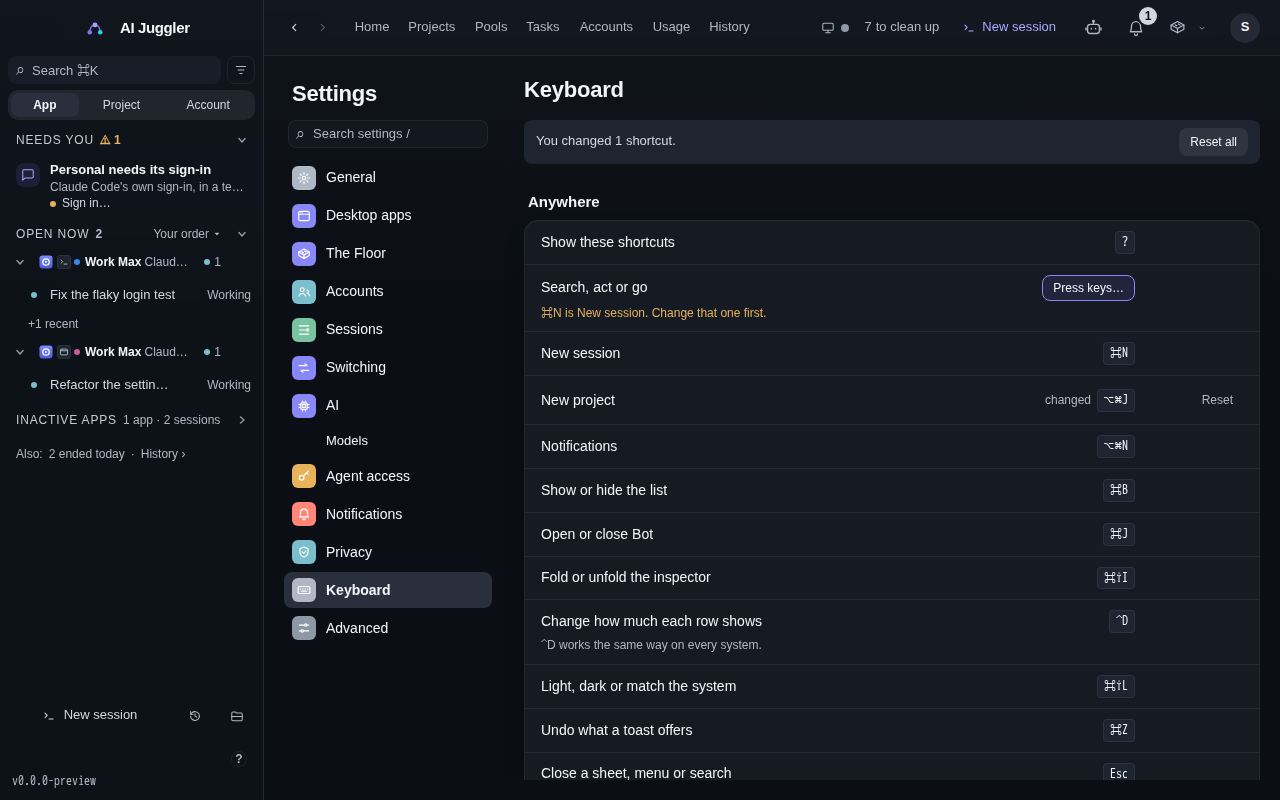 AI Juggler
Search ⌘K
App Project Account
NEEDS YOU 1
Personal needs its sign-in
Claude Code's own sign-in, in a te…
Sign in…
OPEN NOW 2 Your order
Work Max Claud… 1
Fix the flaky login test Working
+1 recent
Work Max Claud… 1
Refactor the settin… Working
INACTIVE APPS 1 app · 2 sessions
Also: 2 ended today · History ›
New session
?
v0.0.0-preview
Home Projects Pools Tasks Accounts Usage History
7 to clean up
New session
1
S
Settings
Search settings /
General
Desktop apps
The Floor
Accounts
Sessions
Switching
AI
Models
Agent access
Notifications
Privacy
Keyboard
Advanced
Keyboard
You changed 1 shortcut. Reset all
Anywhere
Show these shortcuts ?
Search, act or go Press keys…
⌘N is New session. Change that one first.
New session ⌘N
New project changed ⌥⌘J Reset
Notifications ⌥⌘N
Show or hide the list ⌘B
Open or close Bot ⌘J
Fold or unfold the inspector ⌘⇧I
Change how much each row shows ^D
^D works the same way on every system.
Light, dark or match the system ⌘⇧L
Undo what a toast offers ⌘Z
Close a sheet, menu or search Esc